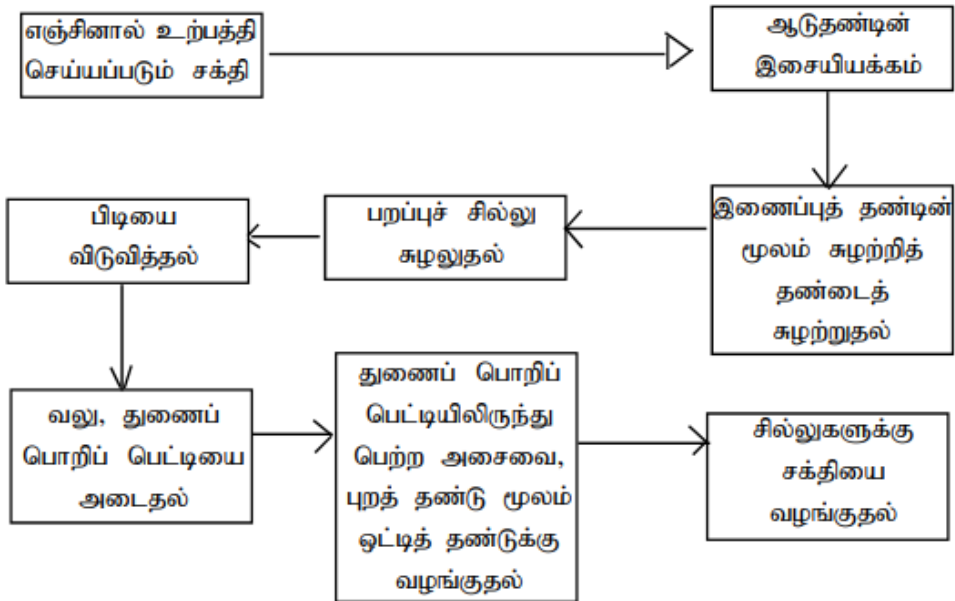 எஞ்சினால் உற்பத்தி
செய்யப்படும் சக்தி
ஆடுதண்டின்
இசையியக்கம்
இணைப்புத் தண்டின்
மூலம் சுழற்றித்
தண்டைத்
சுழற்றுதல்
பறப்புச் சில்லு
சுழலுதல்
பிடியை
விடுவித்தல்
வலு, துணைப்
பொறிப் பெட்டியை
அடைதல்
துணைப் பொறிப்
பெட்டியிலிருந்து
பெற்ற அசைவை,
புறத் தண்டு மூலம்
ஒட்டித் தண்டுக்கு
வழங்குதல்
சில்லுகளுக்கு
சக்தியை
வழங்குதல்